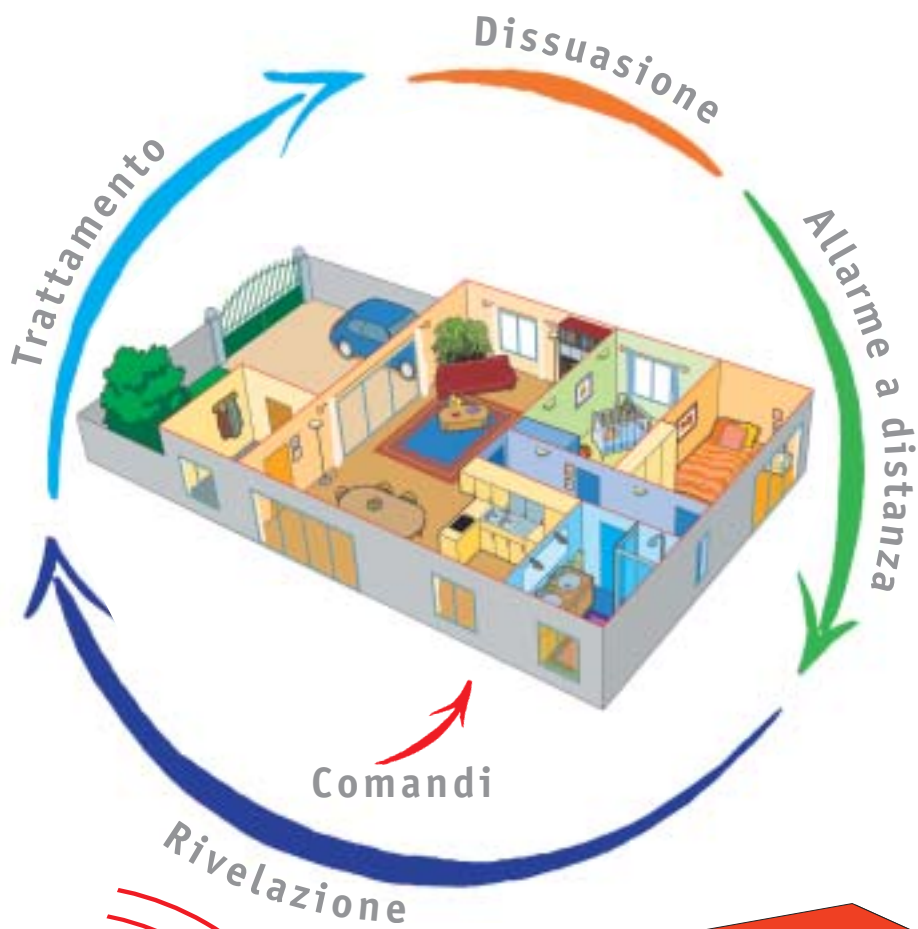 Dissuasione
Trattamento
Allarme a distanza
Comandi
Rivelazione